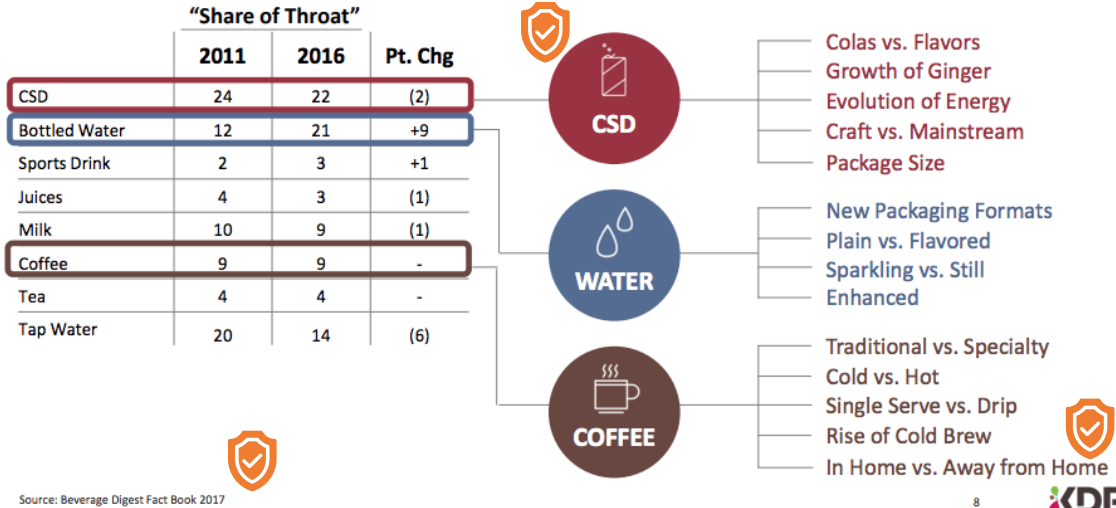 "Share of Throat"
2011 2016 Pt. Chg
CSD 24 22 (2)
Bottled Water 12 21 +9
Sports Drink 2 3 +1
Juices 4 3 (1)
Milk 10 9 (1)
Coffee 9 9 -
Tea 4 4 -
Tap Water 20 14 (6)
CSD
Colas vs. Flavors
Growth of Ginger
Evolution of Energy
Craft vs. Mainstream
Package Size
WATER
New Packaging Formats
Plain vs. Flavored
Sparkling vs. Still
Enhanced
COFFEE
Traditional vs. Specialty
Cold vs. Hot
Single Serve vs. Drip
Rise of Cold Brew
In Home vs. Away from Home
Source: Beverage Digest Fact Book 2017
8